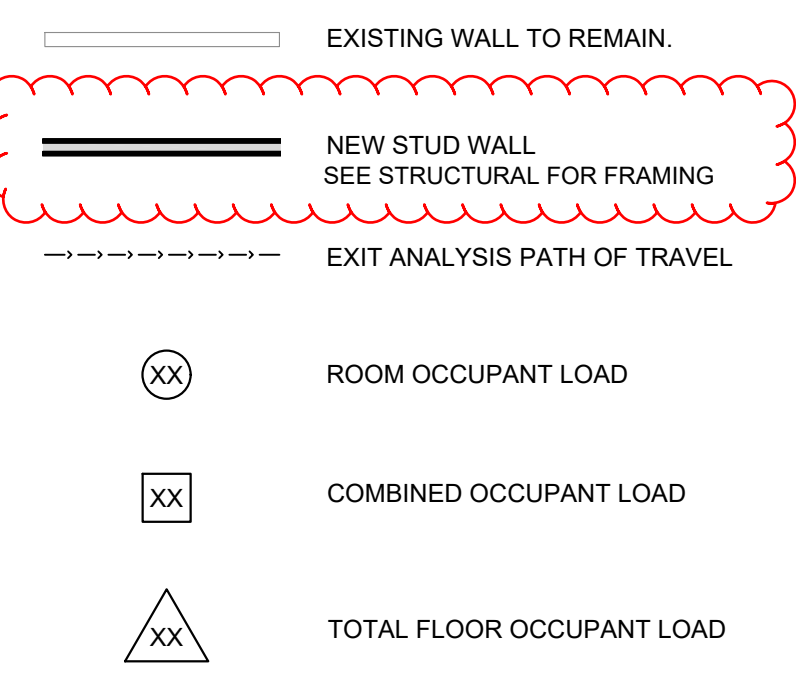 EXISTING WALL TO REMAIN.
NEW STUD WALL
SEE STRUCTURAL FOR FRAMING
EXIT ANALYSIS PATH OF TRAVEL
XX ROOM OCCUPANT LOAD
XX COMBINED OCCUPANT LOAD
XX TOTAL FLOOR OCCUPANT LOAD